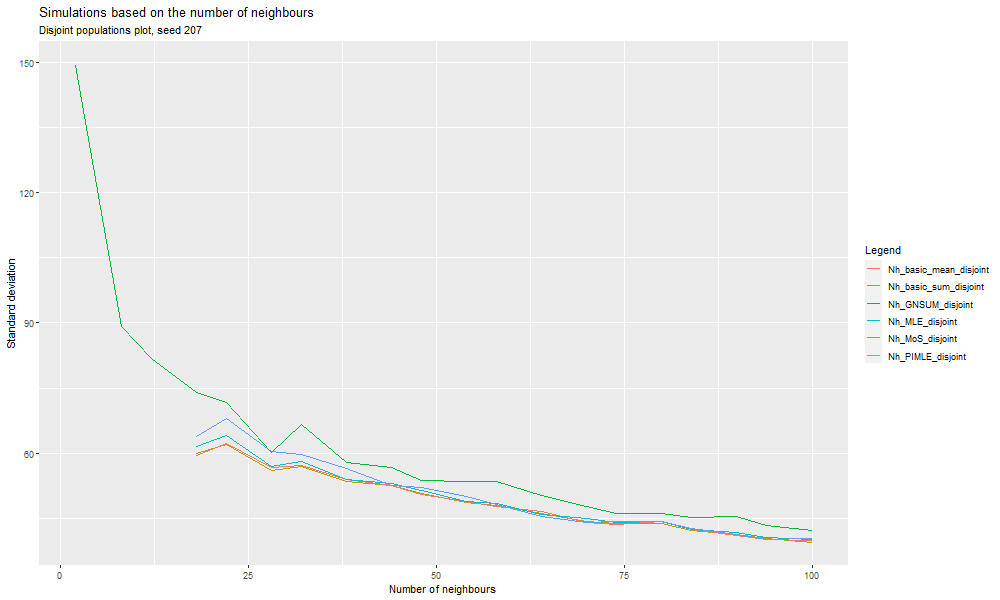 Simulations based on the number of neighbours
Disjoint populations plot, seed 207
150
120
90
60
Standard deviation
0
25
50
75
100
Number of neighbours
Legend
Nh_basic_mean_disjoint
Nh_basic_sum_disjoint
Nh_GNSUM_disjoint
Nh_MLE_disjoint
Nh_MoS_disjoint
Nh_PIMLE_disjoint